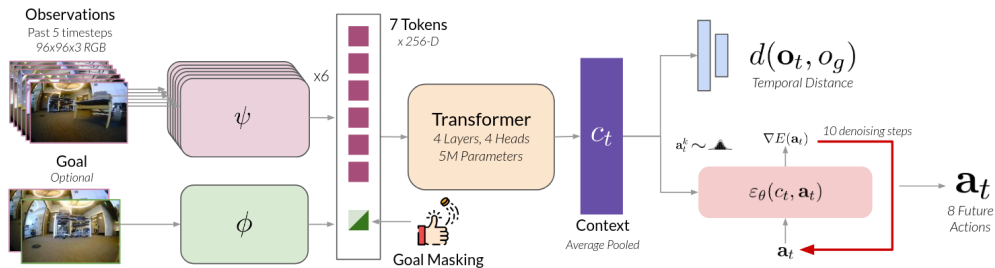 Observations
Past 5 timesteps
96x96x3 RGB
x6
ψ
7 Tokens
x 256-D
Transformer
4 Layers, 4 Heads
5M Parameters
c_t
Context
Average Pooled
d(o_t, o_g)
Temporal Distance
a_t^k ~
∇E(a_t)
10 denoising steps
ε_θ(c_t, a_t)
a_t
a_t
8 Future
Actions
Goal
Optional
ϕ
Goal Masking